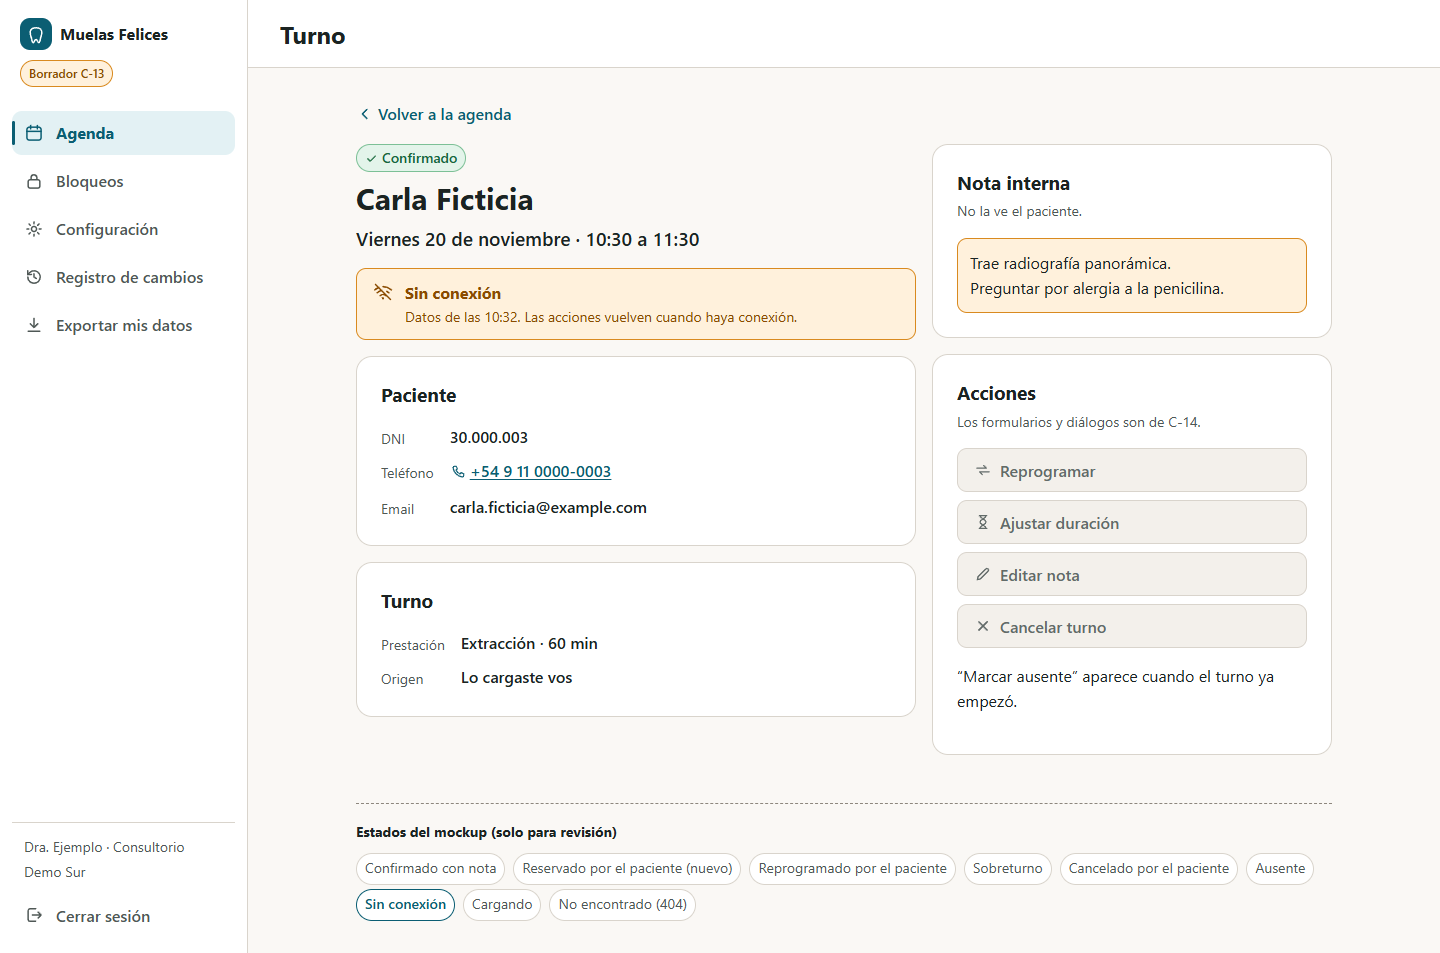 Muelas Felices
Borrador C-13
Agenda
Bloqueos
Configuración
Registro de cambios
Exportar mis datos
Dra. Ejemplo · Consultorio
Demo Sur
Cerrar sesión
Turno
Volver a la agenda
Confirmado
Carla Ficticia
Viernes 20 de noviembre · 10:30 a 11:30
Sin conexión
Datos de las 10:32. Las acciones vuelven cuando haya conexión.
Paciente
DNI 30.000.003
Teléfono +54 9 11 0000-0003
Email carla.ficticia@example.com
Turno
Prestación Extracción · 60 min
Origen Lo cargaste vos
Nota interna
No la ve el paciente.
Trae radiografía panorámica.
Preguntar por alergia a la penicilina.
Acciones
Los formularios y diálogos son de C-14.
Reprogramar
Ajustar duración
Editar nota
Cancelar turno
“Marcar ausente” aparece cuando el turno ya
empezó.
Estados del mockup (solo para revisión)
Confirmado con nota Reservado por el paciente (nuevo) Reprogramado por el paciente Sobreturno Cancelado por el paciente Ausente
Sin conexión Cargando No encontrado (404)